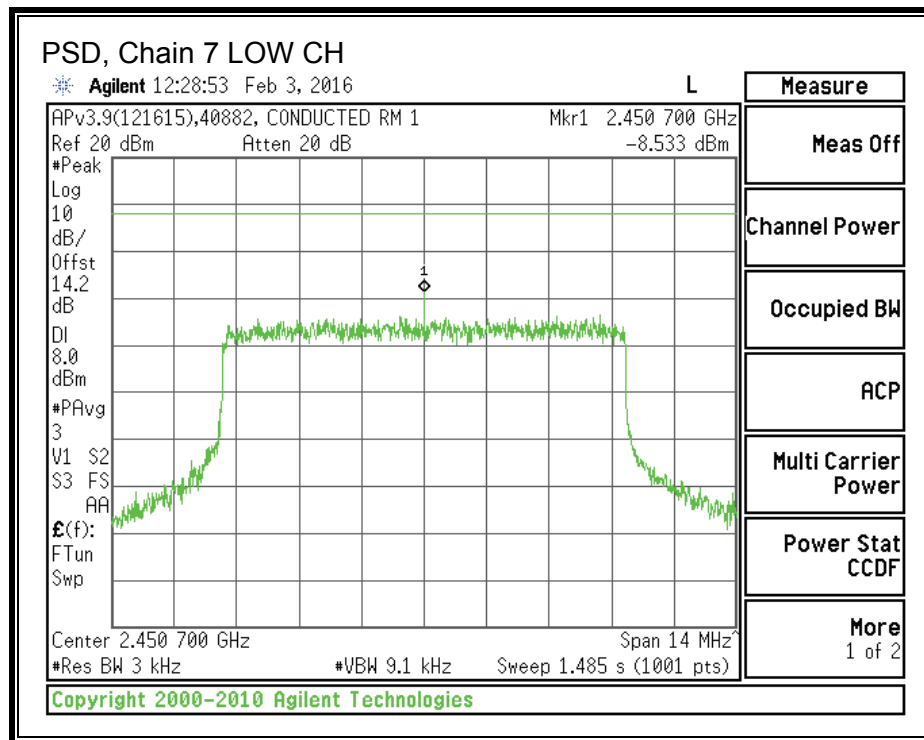 PSD, Chain 7 LOW CH
Agilent 12:28:53 Feb 3, 2016 L
APv3.9(121615),40882, CONDUCTED RM 1 Mkr1 2.450 700 GHz
Ref 20 dBm Atten 20 dB -8.533 dBm
#Peak
Log
10
dB/
Offst
14.2
dB
DI
8.0
dBm
#PAvg
3
V1 S2
S3 FS
AA
£(f):
FTun
Swp
1
Center 2.450 700 GHz Span 14 MHz^
#Res BW 3 kHz #VBW 9.1 kHz Sweep 1.485 s (1001 pts)
Copyright 2000-2010 Agilent Technologies
Measure
Meas Off
Channel Power
Occupied BW
ACP
Multi Carrier
Power
Power Stat
CCDF
More
1 of 2